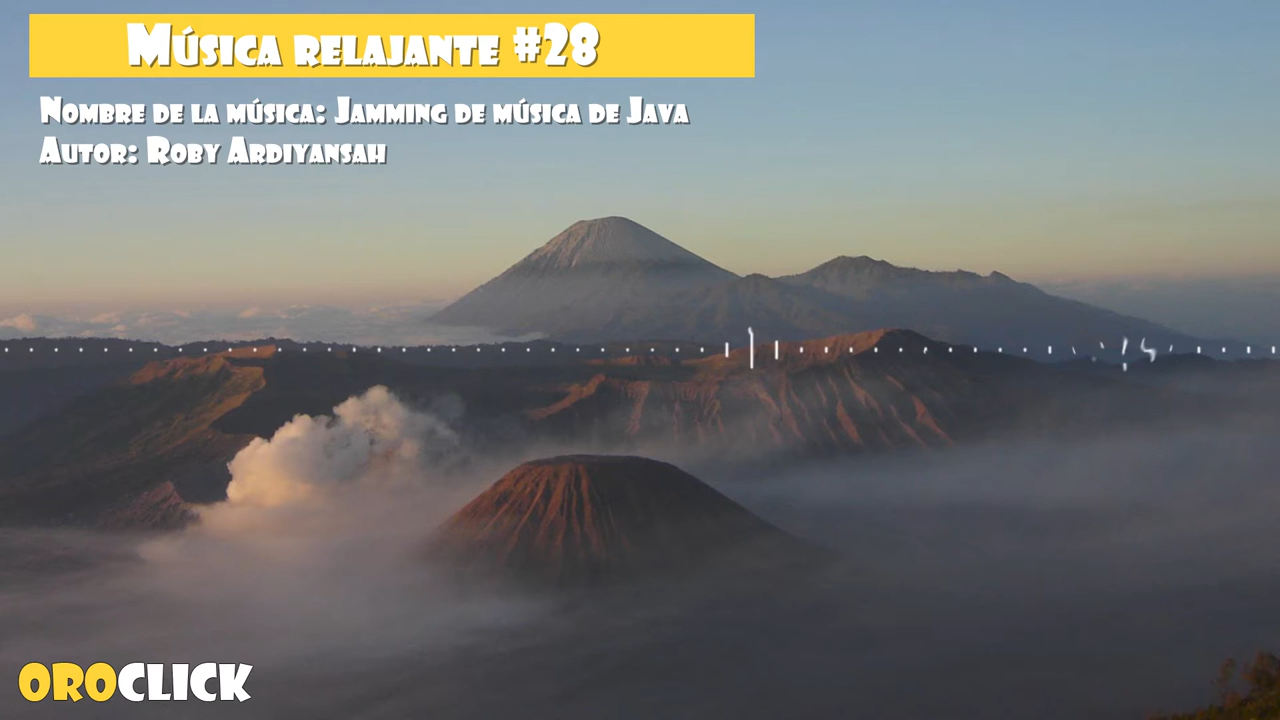 Música relajante #28
Nombre de la música: Jamming de música de Java
Autor: Roby Ardiyansah
OROCLICK